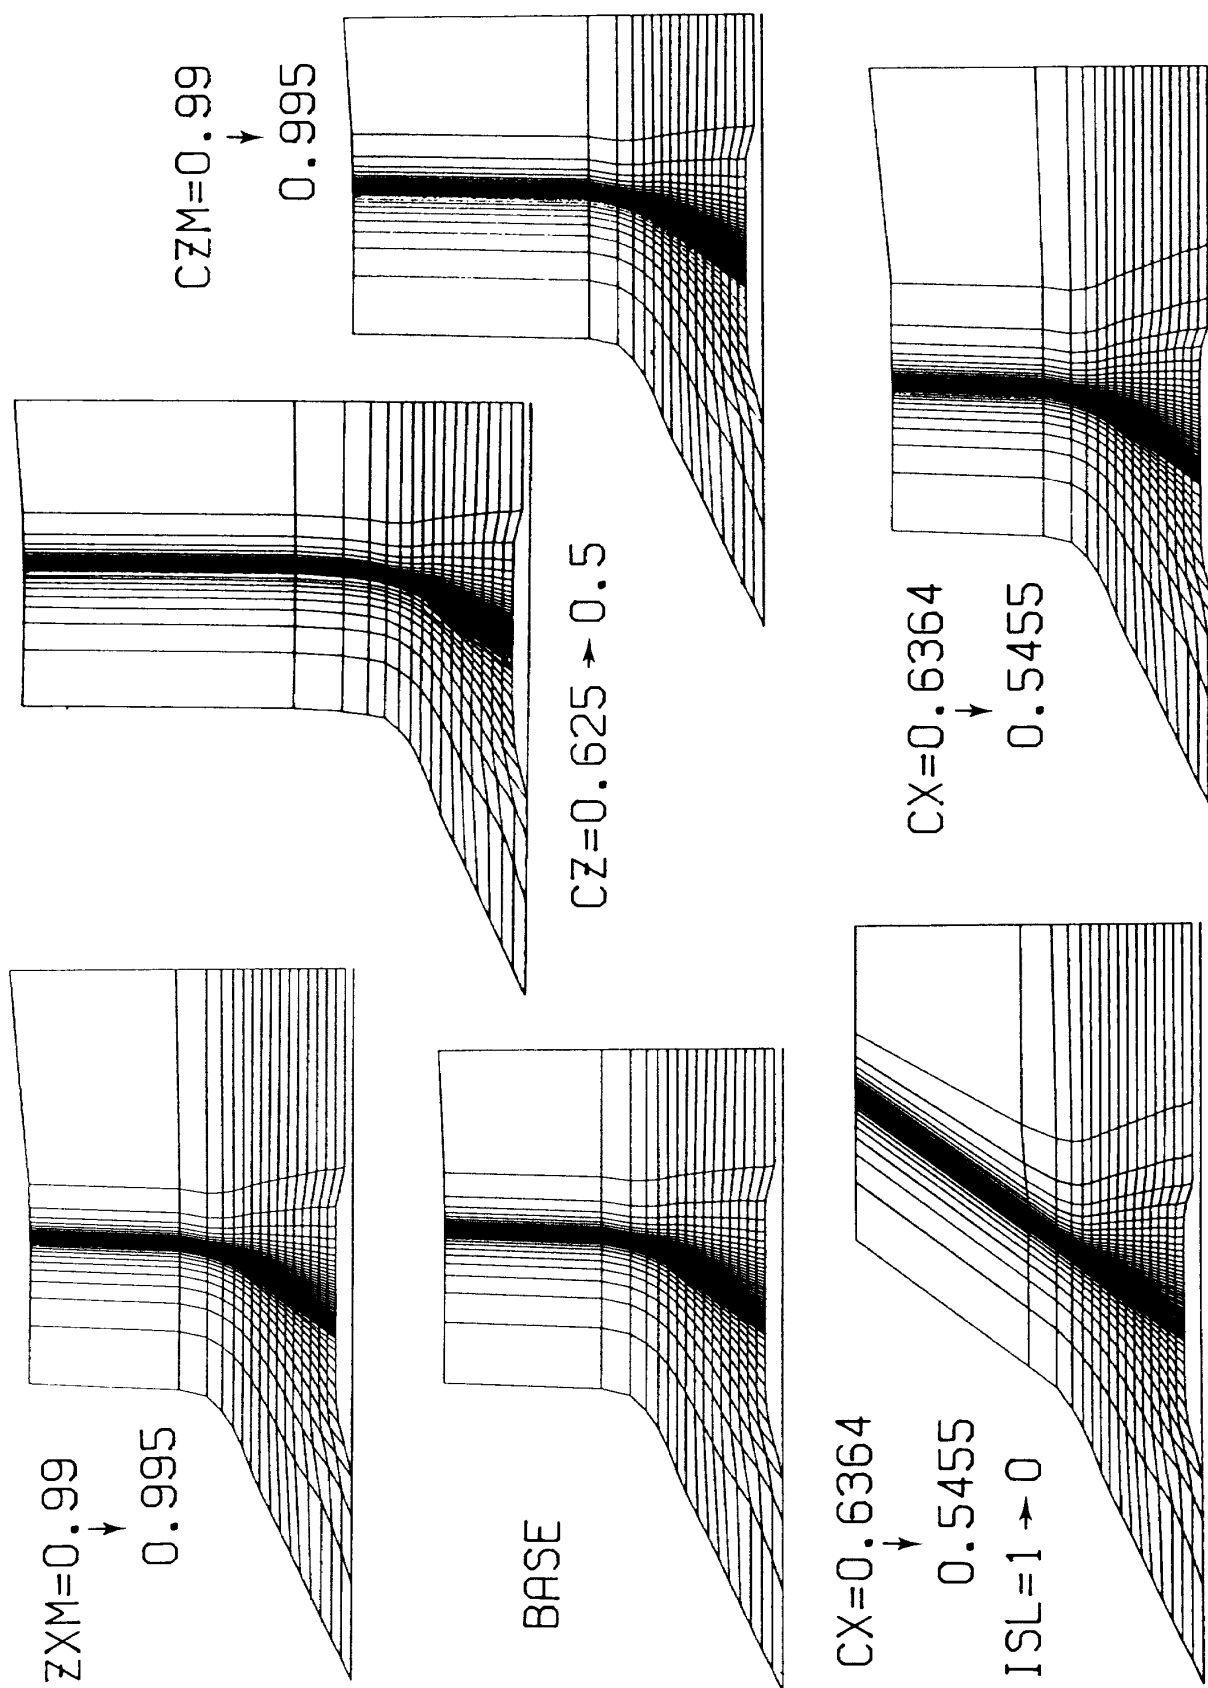 ZXM=0.99
↓
0.995
CZ=0.625 → 0.5
CZM=0.99
↓
0.995
BASE
CX=0.6364
↓
0.5455
ISL=1 → 0
CX=0.6364
↓
0.5455